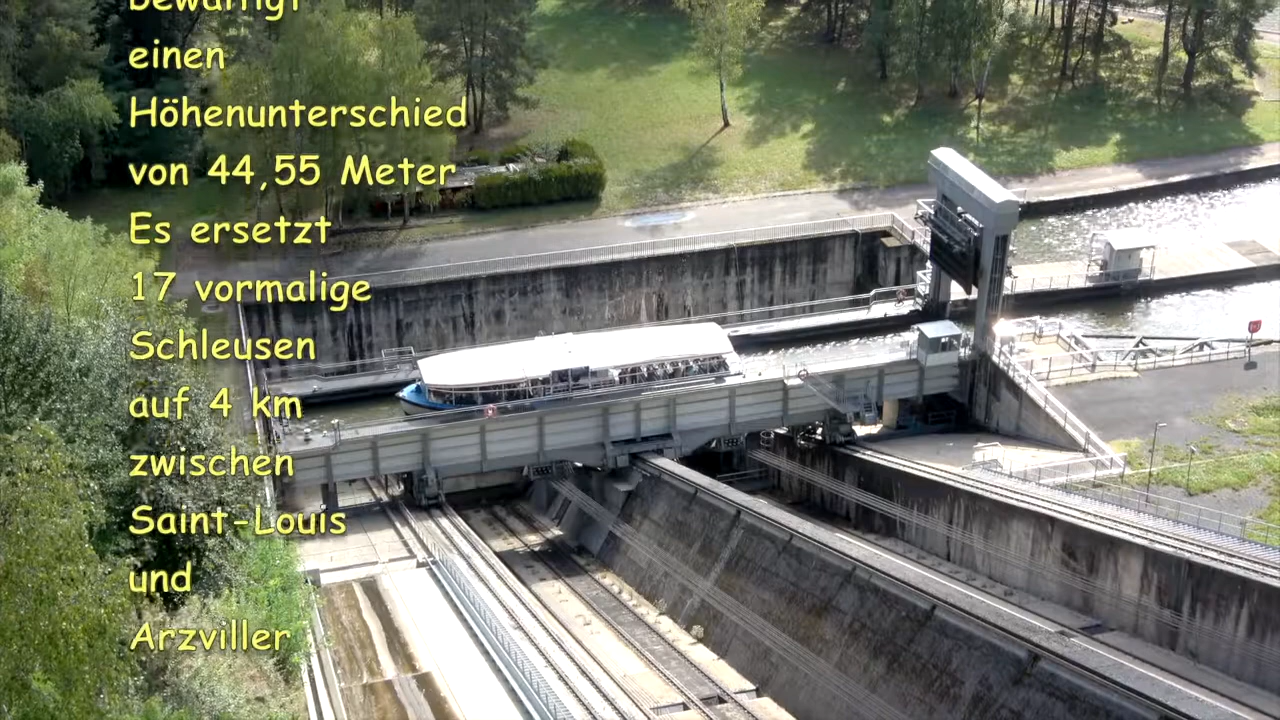 bewältigt
einen
Höhenunterschied
von 44,55 Meter
Es ersetzt
17 vormalige
Schleusen
auf 4 km
zwischen
Saint-Louis
und
Arzviller